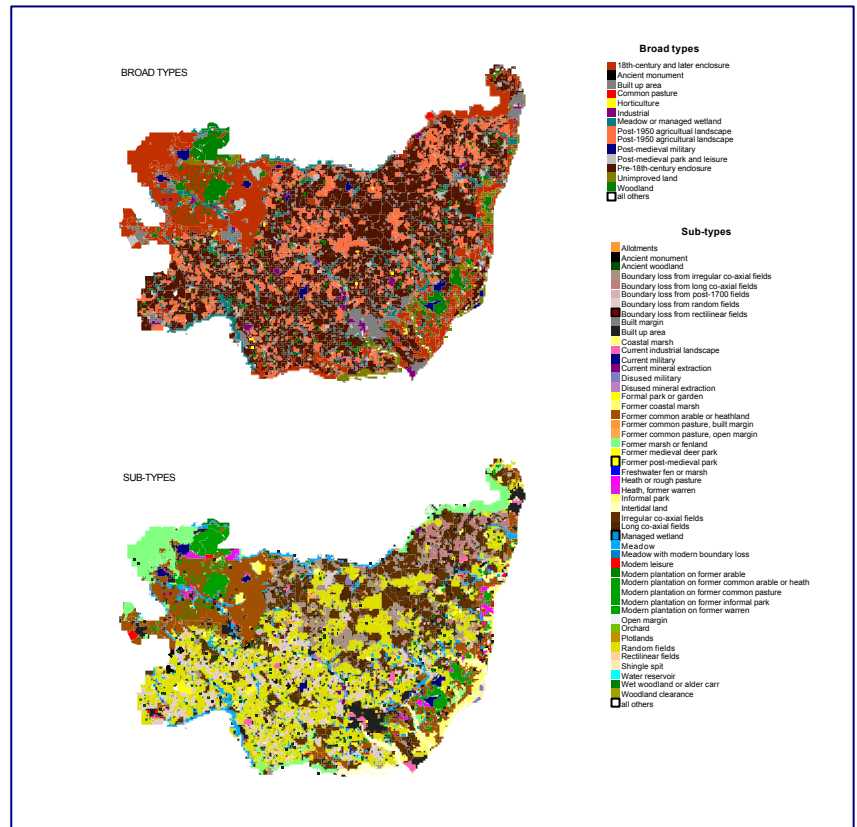 BROAD TYPES
Broad types
18th-century and later enclosure
Ancient monument
Built up area
Common pasture
Horticulture
Industrial
Meadow or managed wetland
Post-1950 agricultual landscape
Post-1950 agricultural landscape
Post-medieval military
Post-medieval park and leisure
Pre-18th-century enclosure
Unimproved land
Woodland
all others
SUB-TYPES
Sub-types
Allotments
Ancient monument
Ancient woodland
Boundary loss from irregular co-axial fields
Boundary loss from long co-axial fields
Boundary loss from post-1700 fields
Boundary loss from random fields
Boundary loss from rectilinear fields
Built margin
Built up area
Coastal marsh
Current industrial landscape
Current military
Current mineral extraction
Disused military
Disused mineral extraction
Formal park or garden
Former coastal marsh
Former common arable or heathland
Former common pasture, built margin
Former common pasture, open margin
Former marsh or fenland
Former medieval deer park
Former post-medieval park
Freshwater fen or marsh
Heath or rough pasture
Heath, former warren
Informal park
Intertidal land
Irregular co-axial fields
Long co-axial fields
Managed wetland
Meadow
Meadow with modern boundary loss
Modern leisure
Modern plantation on former arable
Modern plantation on former common arable or heath
Modern plantation on former common pasture
Modern plantation on former informal park
Modern plantation on former warren
Open margin
Orchard
Plotlands
Random fields
Rectilinear fields
Shingle spit
Water reservoir
Wet woodland or alder carr
Woodland clearance
all others